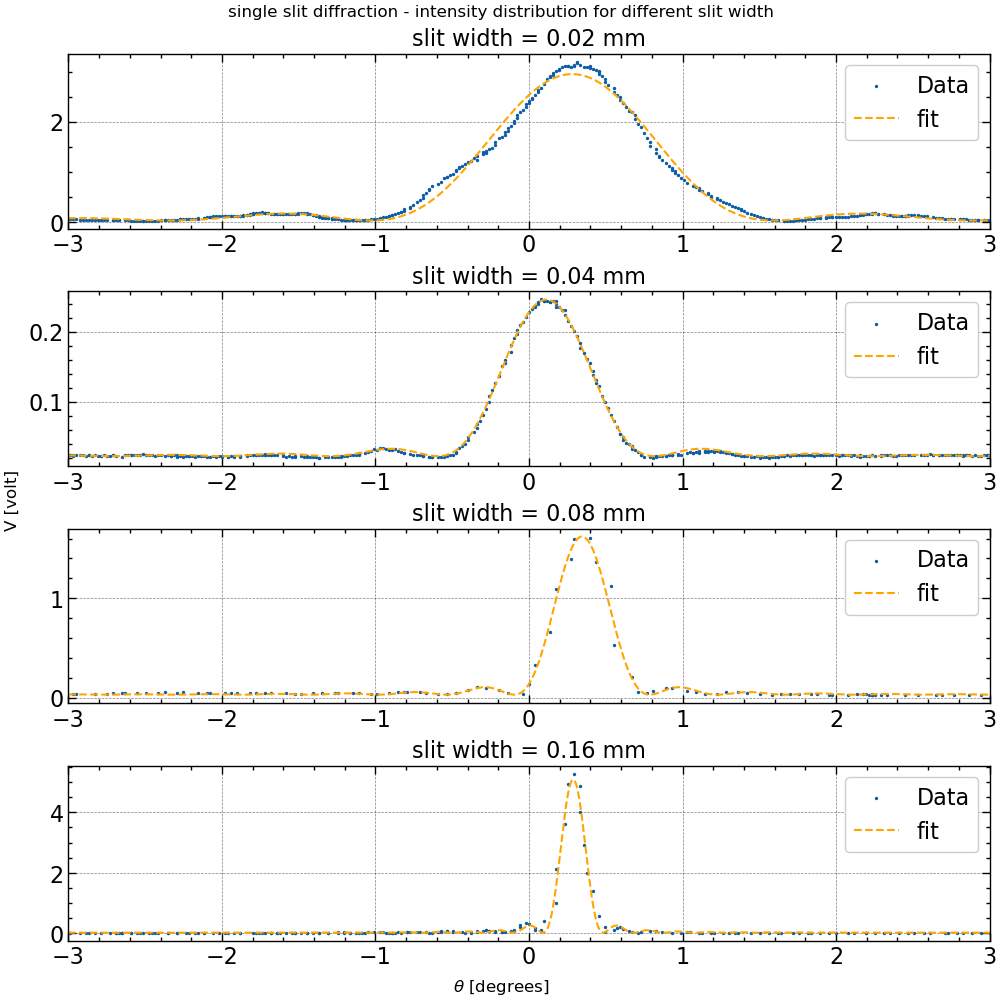 single slit diffraction - intensity distribution for different slit width
slit width = 0.02 mm
Data
fit
2
0
−3 −2 −1 0 1 2 3
slit width = 0.04 mm
Data
fit
0.2
0.1
−3 −2 −1 0 1 2 3
V [volt]
slit width = 0.08 mm
Data
fit
1
0
−3 −2 −1 0 1 2 3
slit width = 0.16 mm
Data
fit
4
2
0
−3 −2 −1 0 1 2 3
θ [degrees]